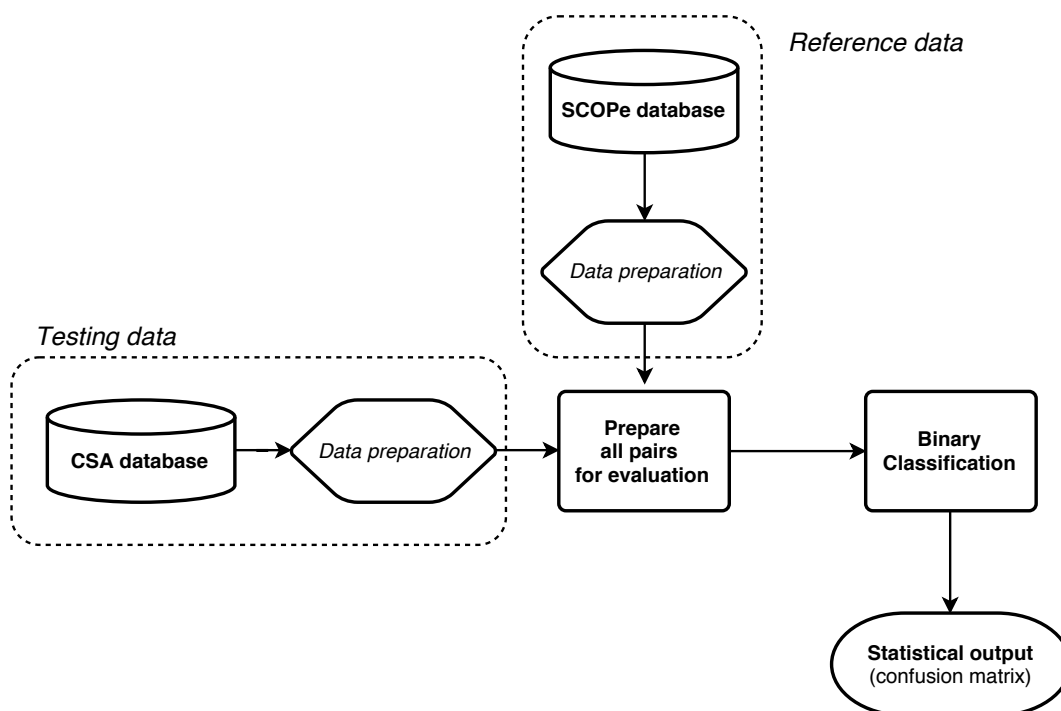 Reference data
SCOPe database
Data preparation
Testing data
CSA database
Data preparation
Prepare
all pairs
for evaluation
Binary
Classification
Statistical output
(confusion matrix)